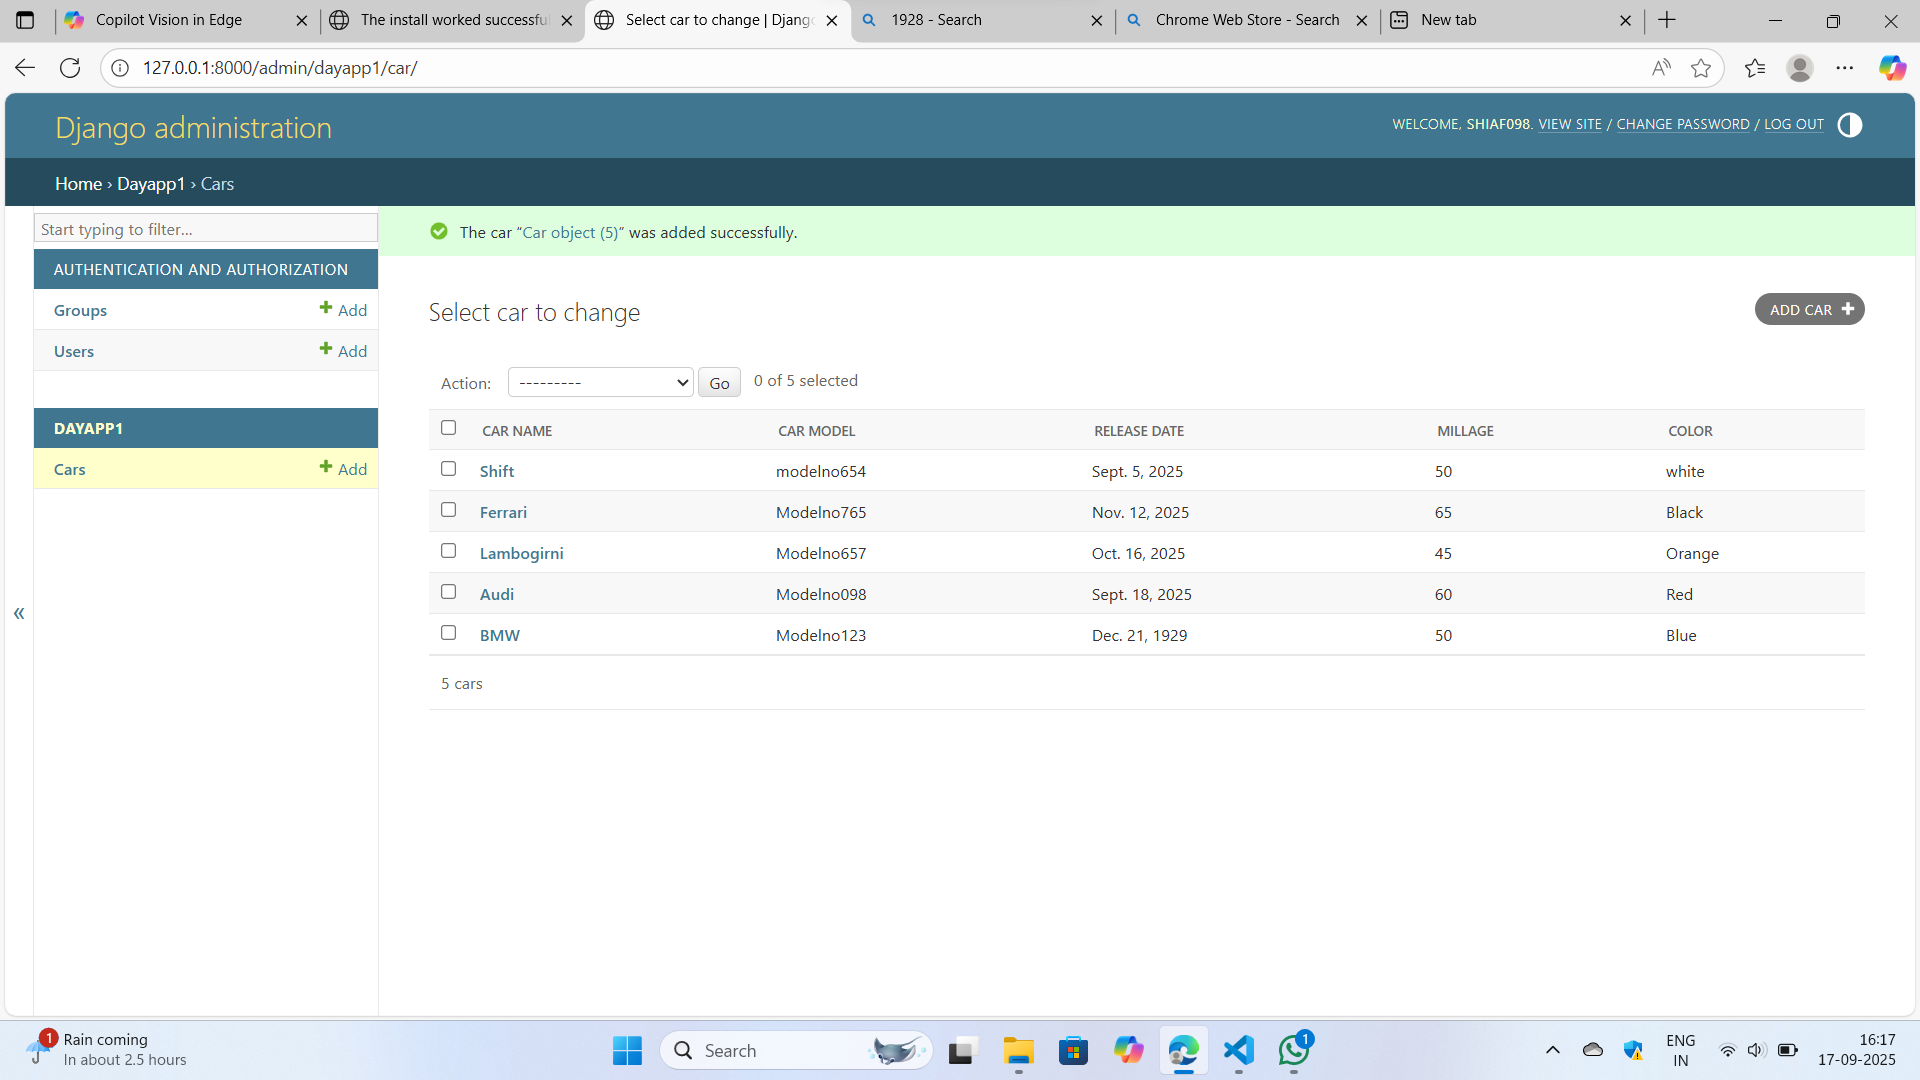 Copilot Vision in Edge
The install worked successful
Select car to change | Django
1928 - Search
Chrome Web Store - Search
New tab
127.0.0.1:8000/admin/dayapp1/car/
Django administration
WELCOME, SHIAF098. VIEW SITE / CHANGE PASSWORD / LOG OUT
Home › Dayapp1 › Cars
Start typing to filter...
AUTHENTICATION AND AUTHORIZATION
Groups Add
Users Add
DAYAPP1
Cars Add
«
The car “Car object (5)” was added successfully.
Select car to change
ADD CAR
Action: --------- Go 0 of 5 selected
CAR NAME CAR MODEL RELEASE DATE MILLAGE COLOR
Shift modelno654 Sept. 5, 2025 50 white
Ferrari Modelno765 Nov. 12, 2025 65 Black
Lambogirni Modelno657 Oct. 16, 2025 45 Orange
Audi Modelno098 Sept. 18, 2025 60 Red
BMW Modelno123 Dec. 21, 1929 50 Blue
5 cars
1
Rain coming
In about 2.5 hours
Search
1
ENG
IN
16:17
17-09-2025